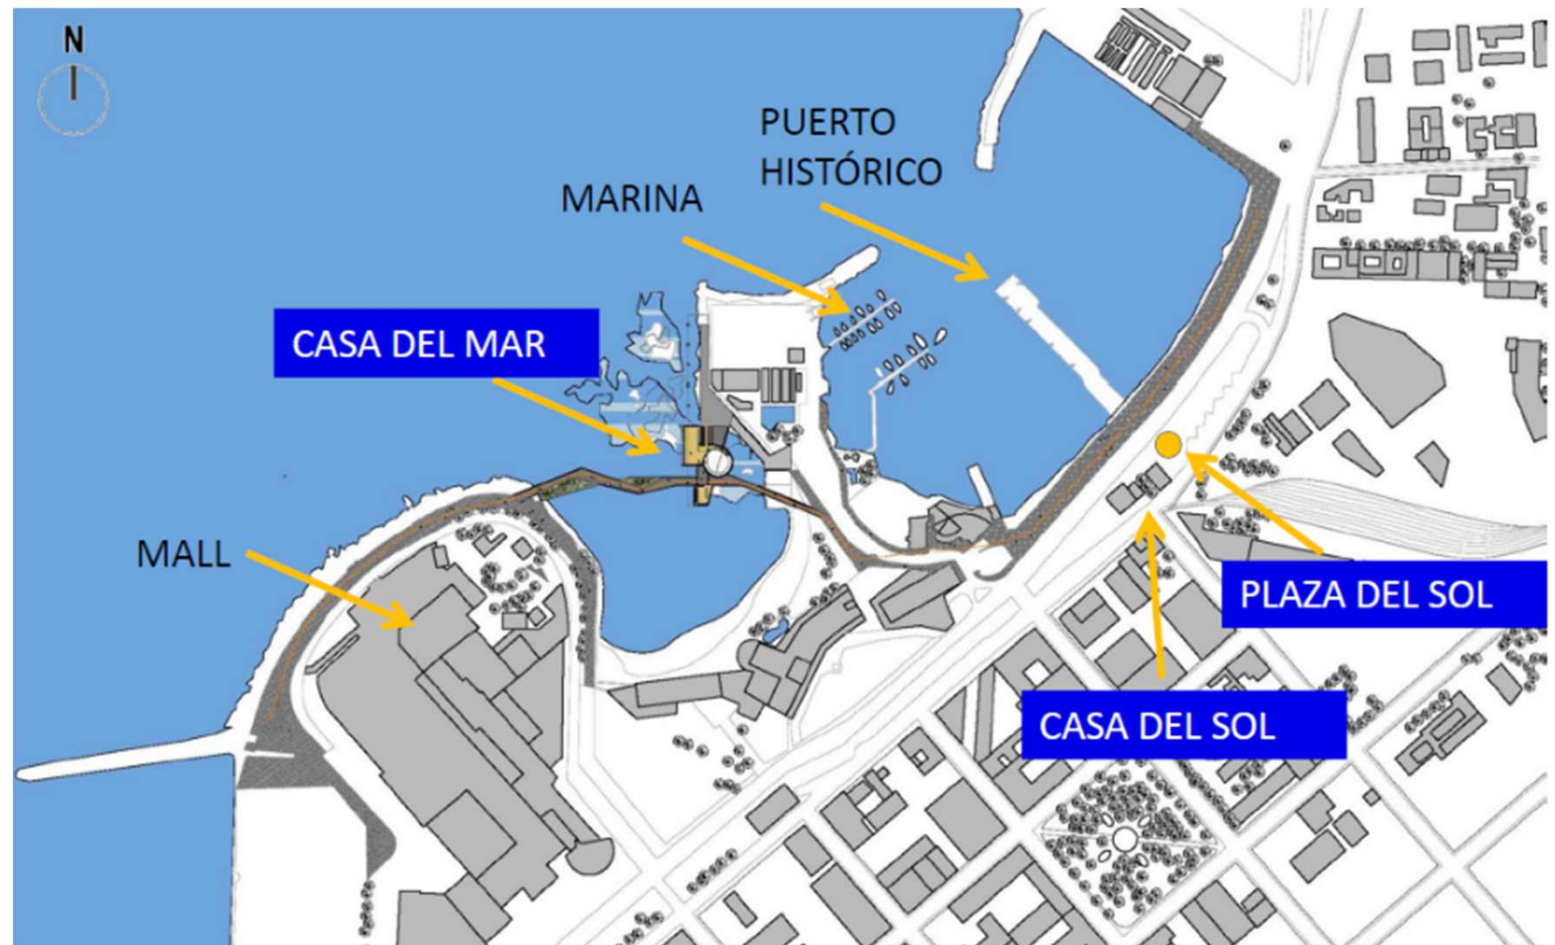 N
PUERTO
HISTÓRICO
MARINA
CASA DEL MAR
MALL
PLAZA DEL SOL
CASA DEL SOL